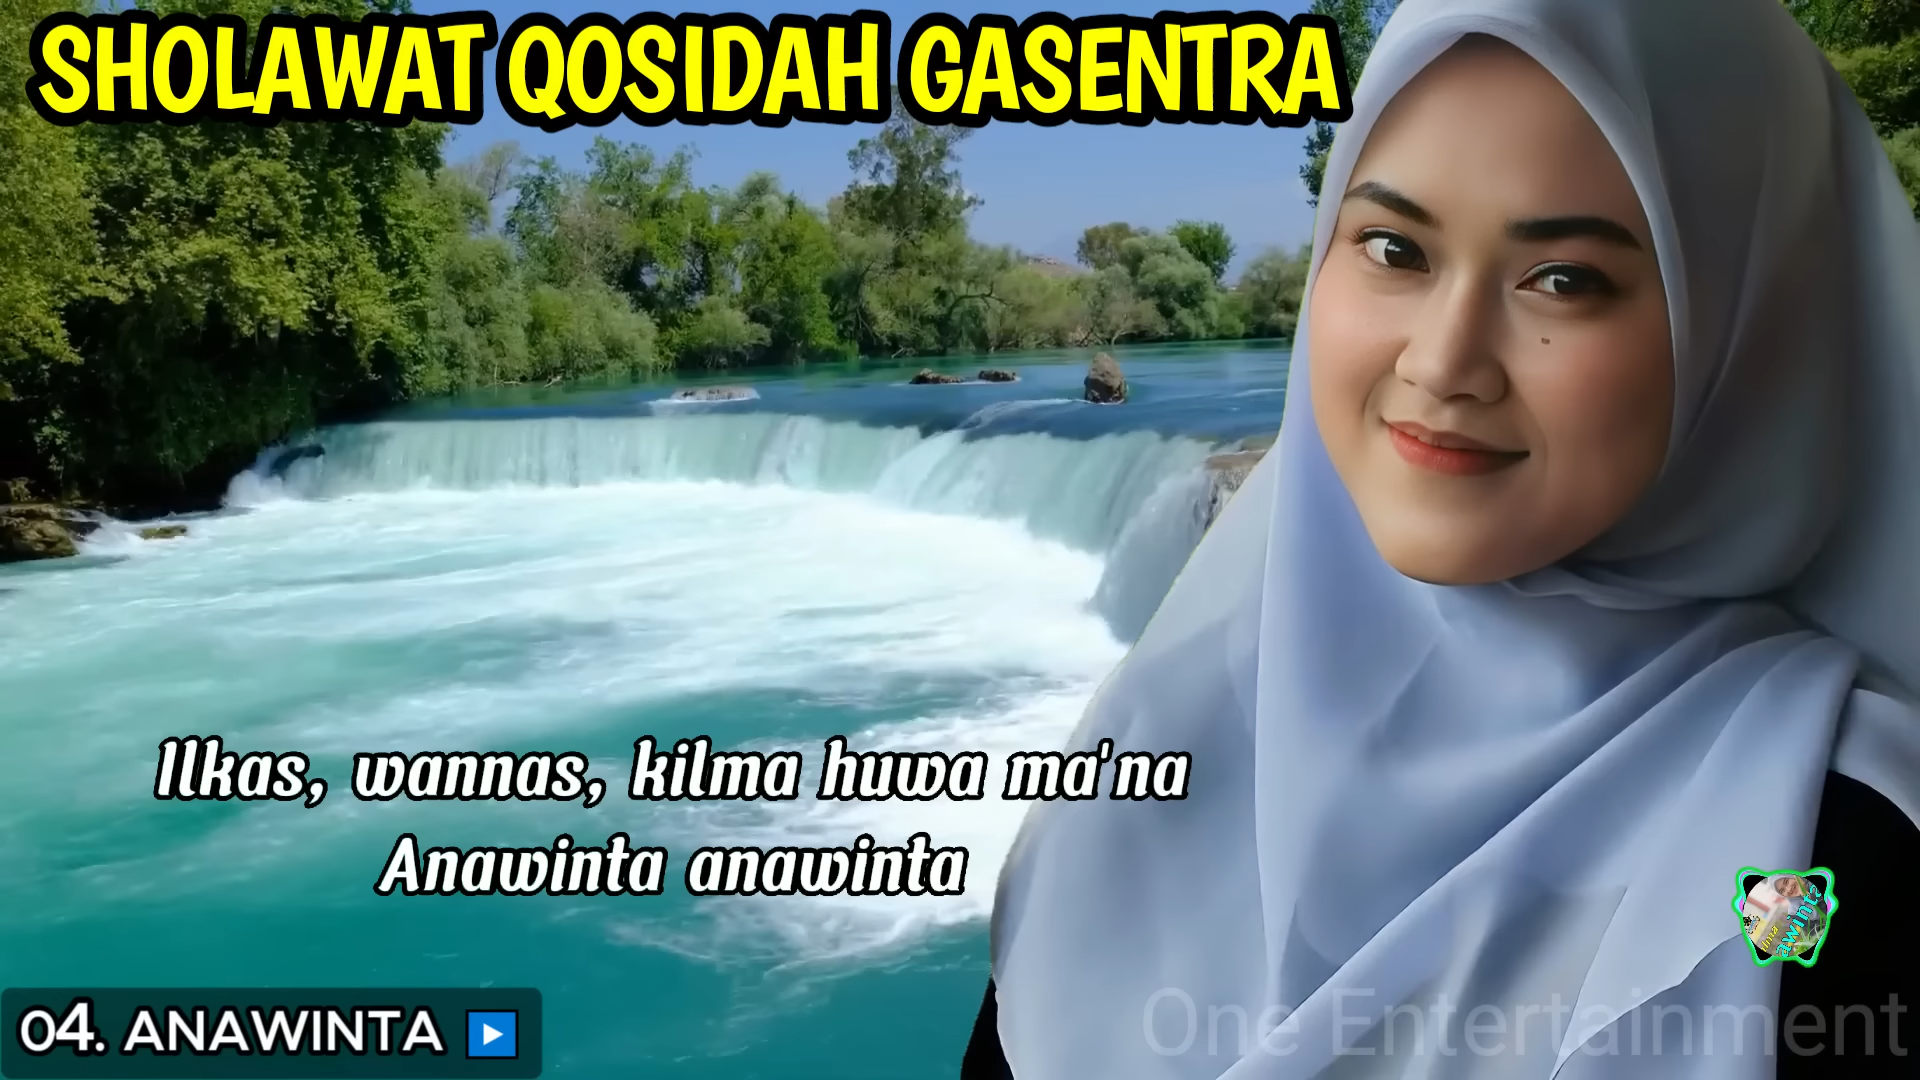 SHOLAWAT QOSIDAH GASENTRA
Ilkas, wannas, kilma huwa ma'na
Anawinta anawinta
04. ANAWINTA
One Entertainment